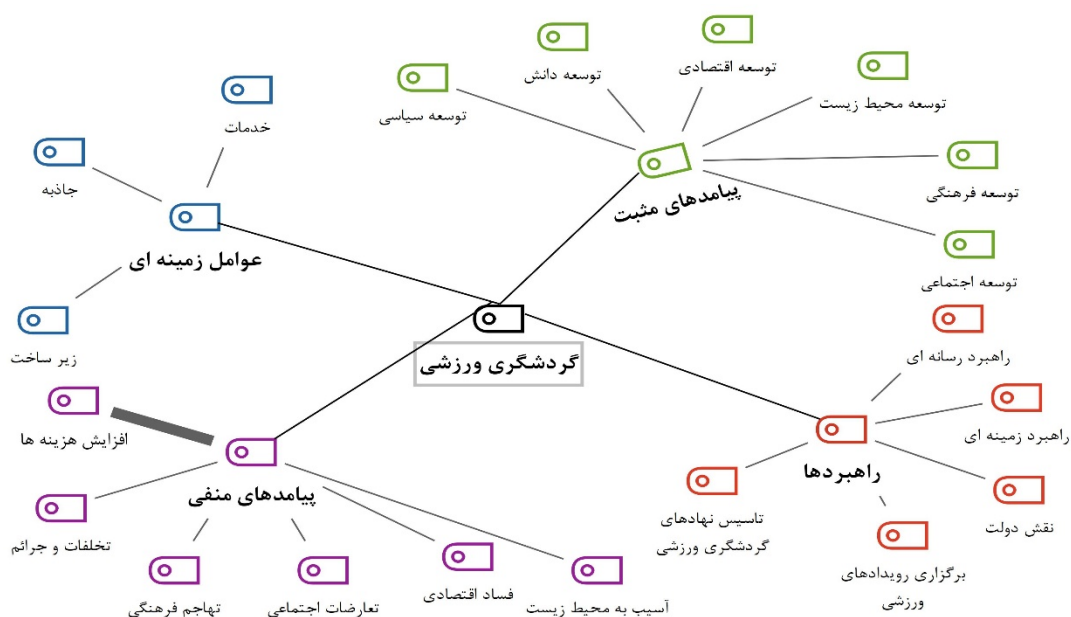 توسعه اقتصادی
توسعه دانش
توسعه محیط زیست
توسعه سیاسی
توسعه فرهنگی
توسعه اجتماعی
پیامدهای مثبت
خدمات
جاذبه
عوامل زمینه ای
زیر ساخت
گردشگری ورزشی
راهبرد رسانه ای
راهبرد زمینه ای
راهبردها
نقش دولت
تاسیس نهادهای
گردشگری ورزشی
برگزاری رویدادهای
ورزشی
افزایش هزینه ها
پیامدهای منفی
تخلفات و جرائم
تهاجم فرهنگی
تعارضات اجتماعی
فساد اقتصادی
آسیب به محیط زیست